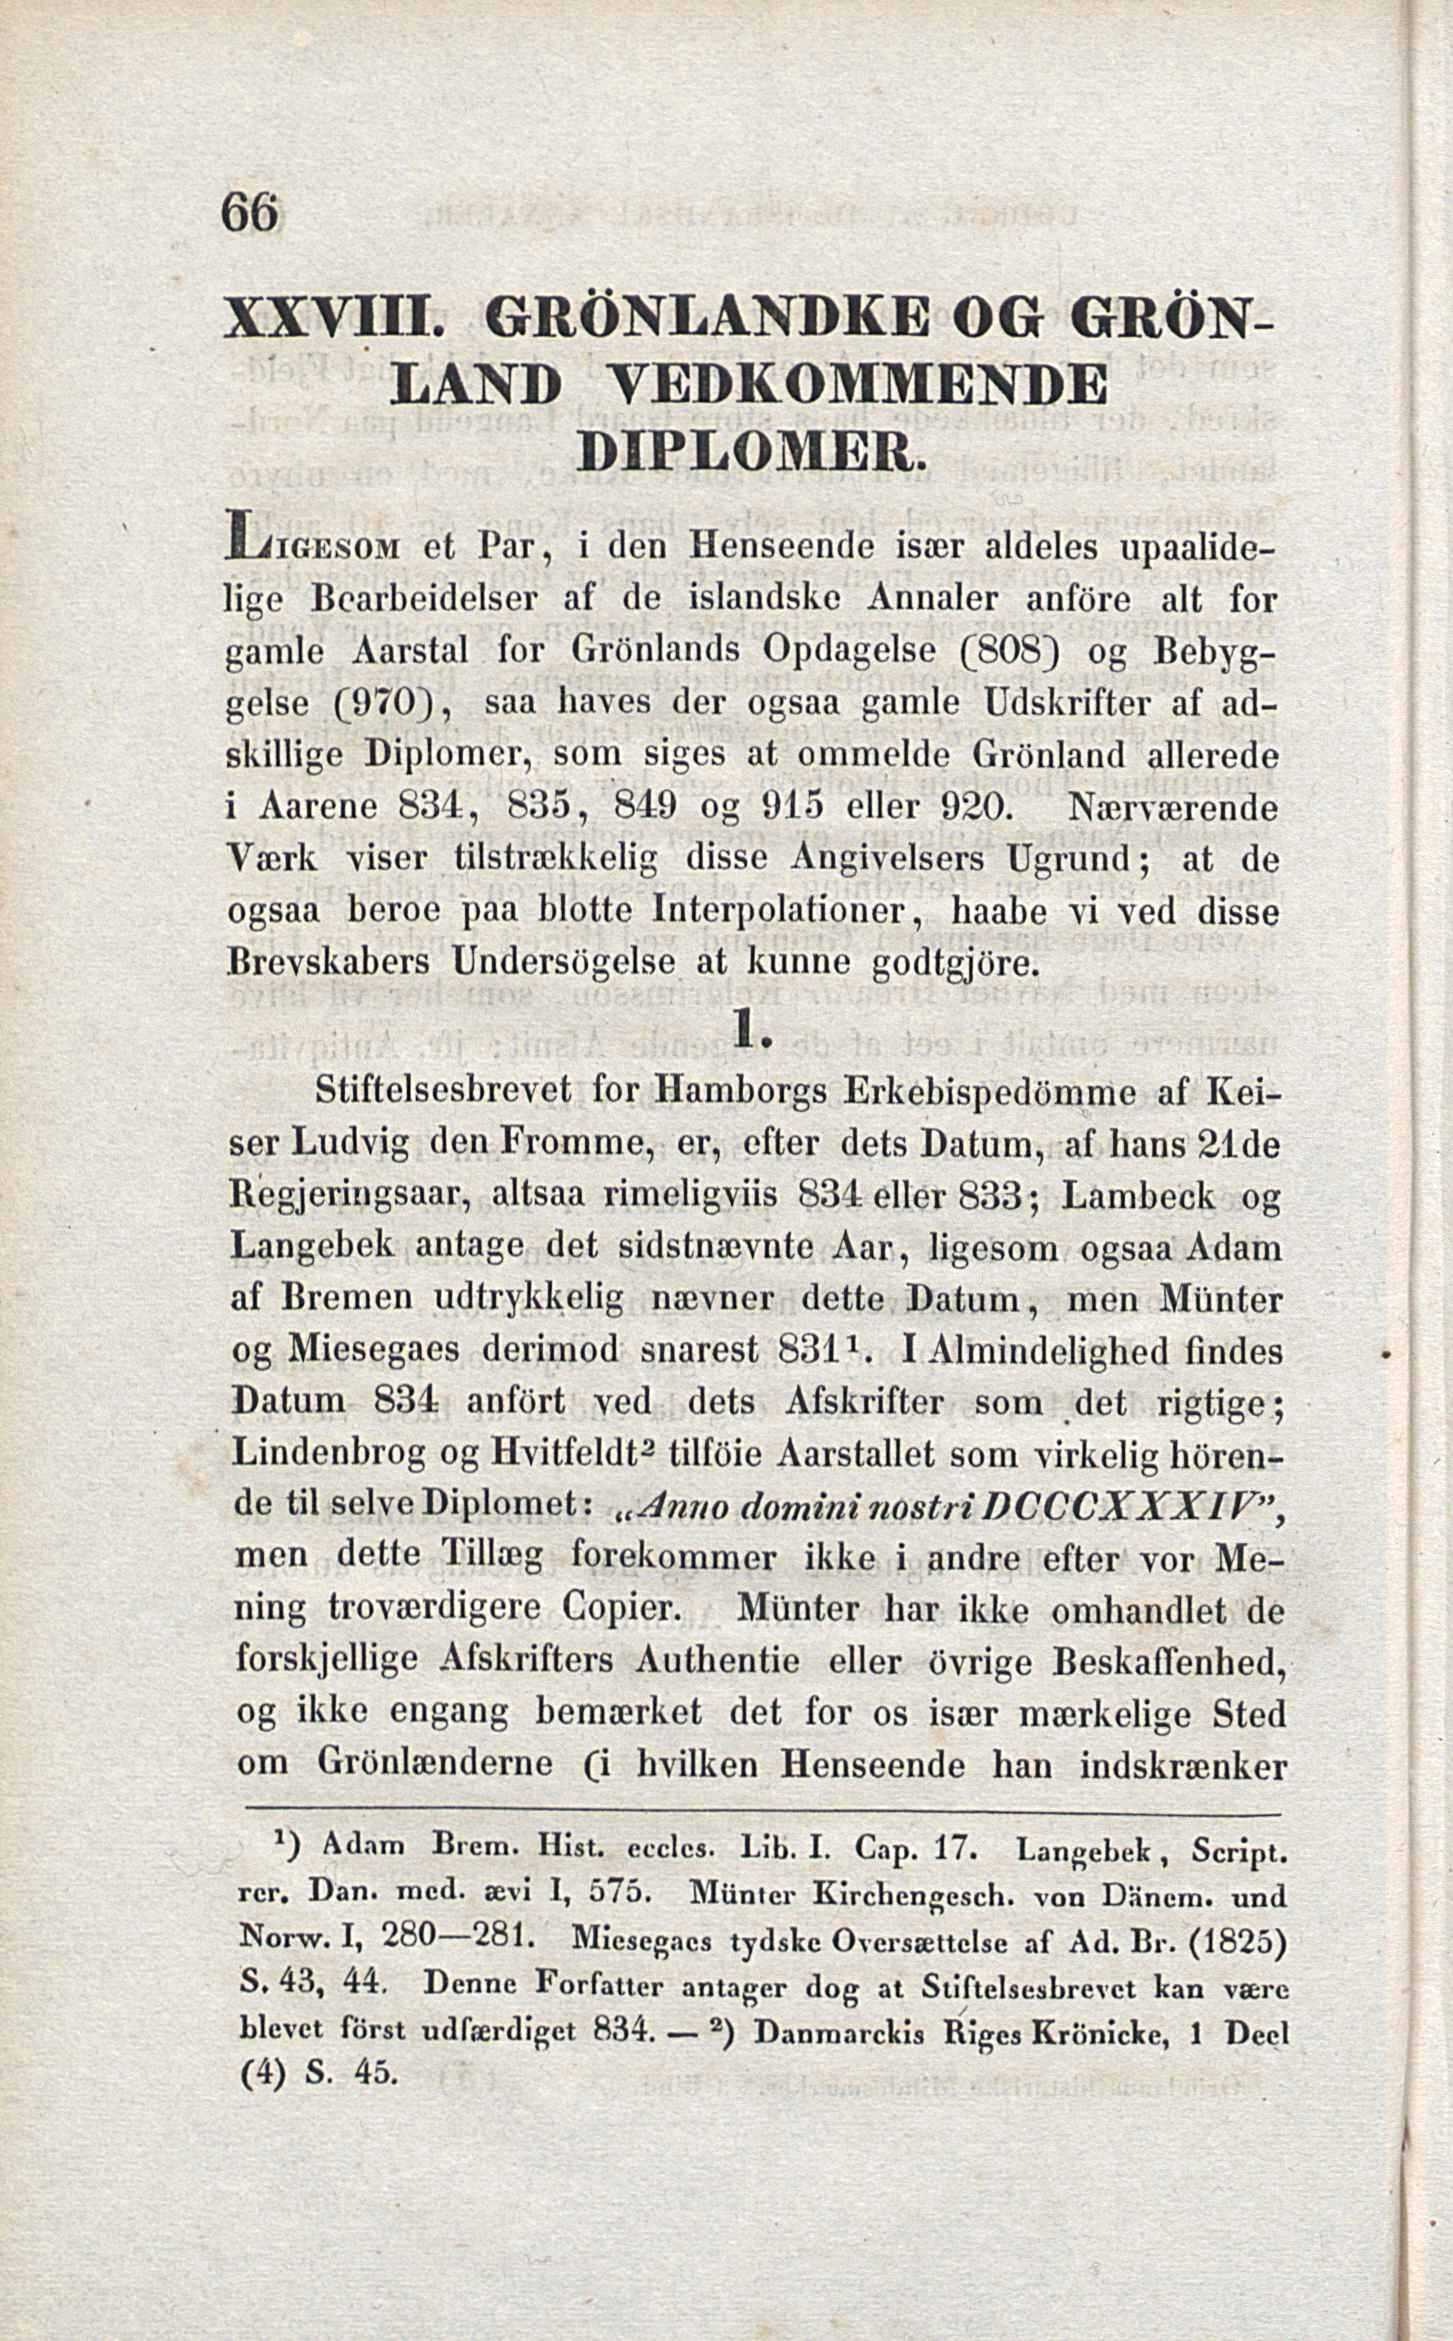 66
XXVIII. GRÖNLANDKE OG GRÖN-
LAND VEDKOMMENDE
DIPLOMER.
LIGESOM et Par, i den Henseende især aldeles upaalide-
lige Bearbeidelser af de islandske Annaler anföre alt for
gamle Aarstal for Grönlands Opdagelse (808) og Bebyg-
gelse (970), saa haves der ogsaa gamle Udskrifter af ad-
skillige Diplomer, som siges at ommelde Grönland allerede
i Aarene 834, 835, 849 og 915 eller 920. Nærværende
Værk viser tilstrækkelig disse Angivelsers Ugrund; at de
ogsaa beroe paa blotte Interpolationer, haabe vi ved disse
Brevskabers Undersögelse at kunne godtgjöre.
1.
Stiftelsesbrevet for Hamborgs Erkebispedömme af Kei-
ser Ludvig den Fromme, er, efter dets Datum, af hans 21de
Regjeringsaar, altsaa rimeligviis 834 eller 833; Lambeck og
Langebek antage det sidstnævnte Aar, ligesom ogsaa Adam
af Bremen udtrykkelig nævner dette Datum, men Münter
og Miesegaes derimod snarest 831¹. I Almindelighed findes
Datum 834 anfört ved dets Afskrifter som det rigtige;
Lindenbrog og Hvitfeldt² tilföie Aarstallet som virkelig hören-
de til selve Diplomet: „Anno domini nostri DCCCXXXIV”,
men dette Tillæg forekommer ikke i andre efter vor Me-
ning troværdigere Copier. Münter har ikke omhandlet de
forskjellige Afskrifters Authentie eller övrige Beskaffenhed,
og ikke engang bemærket det for os især mærkelige Sted
om Grönlænderne (i hvilken Henseende han indskrænker
¹) Adam Brem. Hist. eccles. Lib. I. Cap. 17. Langebek, Script.
rer. Dan. med. ævi I, 575. Münter Kirchengesch. von Dänem. und
Norw. I, 280—281. Miesegaes tydske Oversættelse af Ad. Br. (1825)
S. 43, 44. Denne Forfatter antager dog at Stiftelsesbrevet kan være
blevet först udfærdiget 834. — ²) Danmarckis Riges Krönicke, 1 Deel
(4) S. 45.